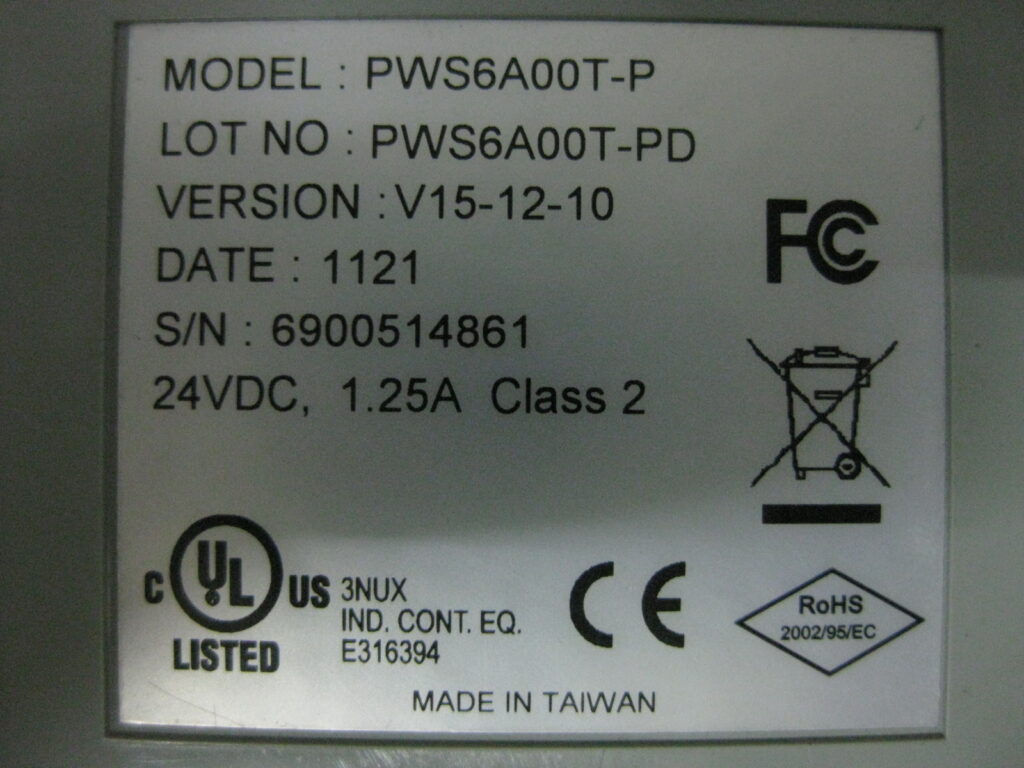 MODEL : PWS6A00T-P
LOT NO : PWS6A00T-PD
VERSION : V15-12-10
DATE : 1121
S/N : 6900514861
24VDC, 1.25A Class 2
FC
C UL US
LISTED
3NUX
IND. CONT. EQ.
E316394
CE
RoHS
2002/95/EC
MADE IN TAIWAN